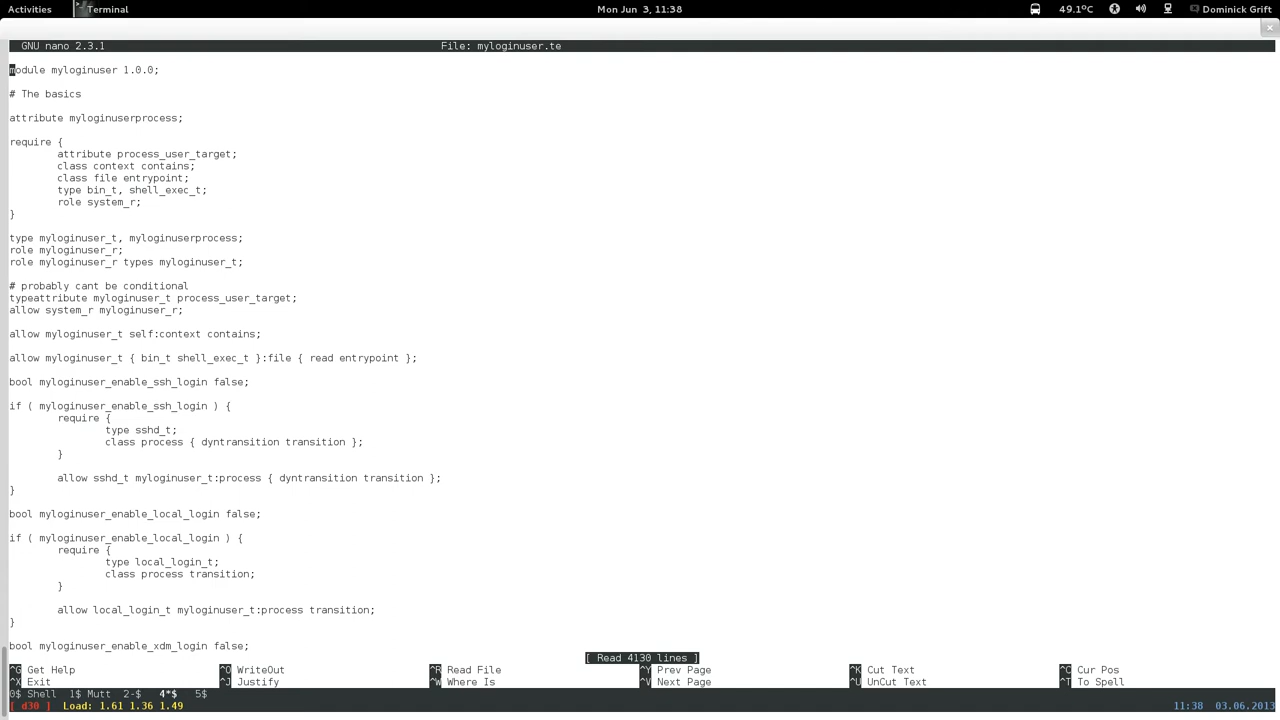 Activities Terminal Mon Jun 3, 11:38 49.1°C Dominick Grift
GNU nano 2.3.1 File: myloginuser.te
module myloginuser 1.0.0;
# The basics
attribute myloginuserprocess;
require {
attribute process_user_target;
class context contains;
class file entrypoint;
type bin_t, shell_exec_t;
role system_r;
}
type myloginuser_t, myloginuserprocess;
role myloginuser_r;
role myloginuser_r types myloginuser_t;
# probably cant be conditional
typeattribute myloginuser_t process_user_target;
allow system_r myloginuser_r;
allow myloginuser_t self:context contains;
allow myloginuser_t { bin_t shell_exec_t }:file { read entrypoint };
bool myloginuser_enable_ssh_login false;
if ( myloginuser_enable_ssh_login ) {
require {
type sshd_t;
class process { dyntransition transition };
}
allow sshd_t myloginuser_t:process { dyntransition transition };
}
bool myloginuser_enable_local_login false;
if ( myloginuser_enable_local_login ) {
require {
type local_login_t;
class process transition;
}
allow local_login_t myloginuser_t:process transition;
}
bool myloginuser_enable_xdm_login false;
[ Read 4130 lines ]
^G Get Help ^O WriteOut ^R Read File ^Y Prev Page ^K Cut Text ^C Cur Pos
^X Exit ^J Justify ^W Where Is ^V Next Page ^U UnCut Text ^T To Spell
0$ Shell 1$ Mutt 2-$ 4*$ 5$
[ d30 ] Load: 1.61 1.36 1.49 11:38 03.06.2013